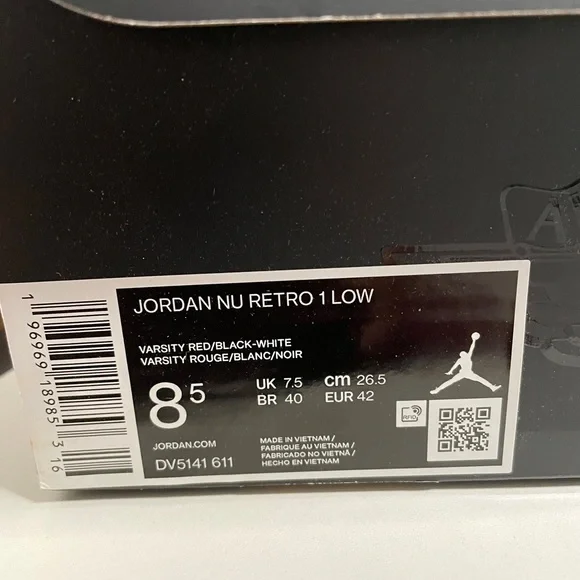 JORDAN NU RETRO 1 LOW
VARSITY RED/BLACK-WHITE
VARSITY ROUGE/BLANC/NOIR
8 5
UK 7.5 cm 26.5
BR 40 EUR 42
JORDAN.COM
DV5141 611
MADE IN VIETNAM /
FABRIQUE AU VIETNAM /
FABRICADO NO VIETNÃ /
HECHO EN VIETNAM
RFID
1 96969 18985 3 16
A